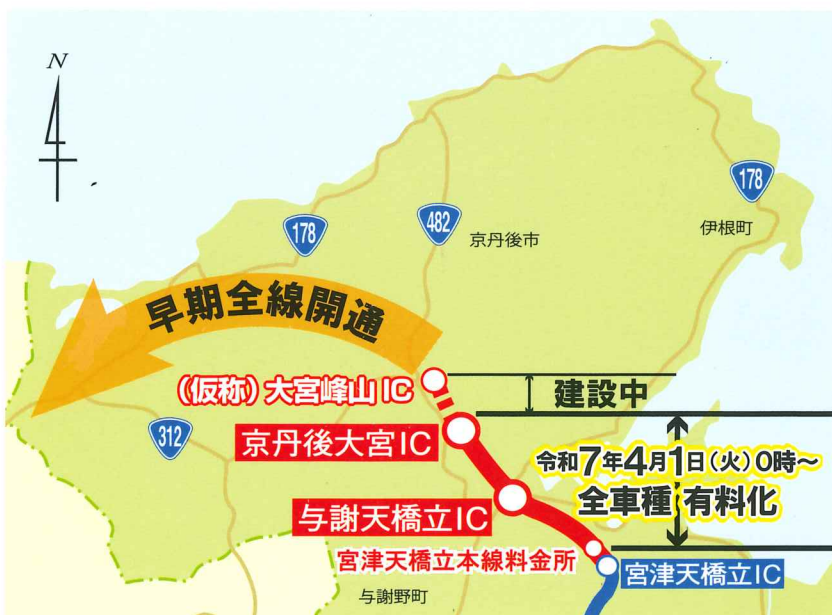 N
178
482
178
京丹後市
伊根町
早期全線開通
(仮称)大宮峰山IC
建設中
312
京丹後大宮IC
令和7年4月1日(火)0時~
全車種 有料化
与謝天橋立IC
宮津天橋立本線料金所
宮津天橋立IC
与謝野町